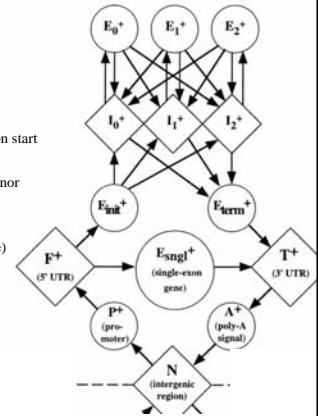 E₀⁺ E₁⁺ E₂⁺
I₀⁺ I₁⁺ I₂⁺
on start
nor
Einit⁺ Eterm⁺
e)
F⁺
(5' UTR)
Esngl⁺
(single-exon
gene)
T⁺
(3' UTR)
P⁺
(pro-
moter)
A⁺
(poly-A
signal)
N
(intergenic
region)